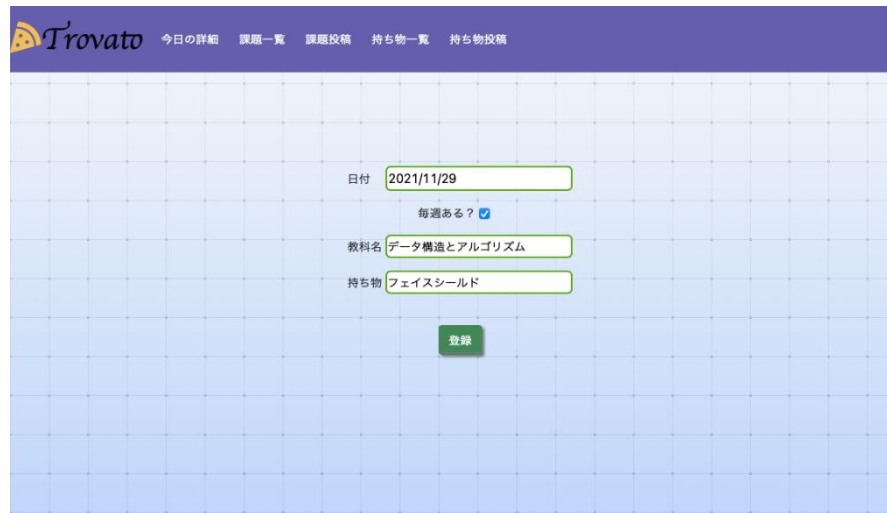 Trovato 今日の詳細 課題一覧 課題投稿 持ち物一覧 持ち物投稿
日付 2021/11/29
毎週ある？
教科名 データ構造とアルゴリズム
持ち物 フェイスシールド
登録